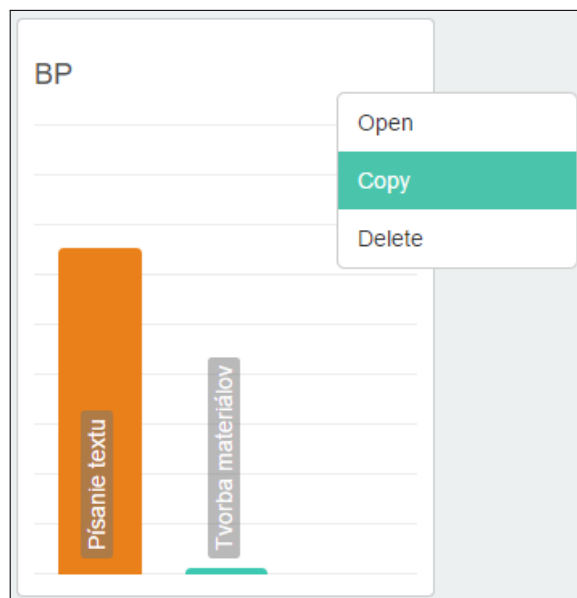 BP
Open
Copy
Delete
Písanie textu
Tvorba materiálov